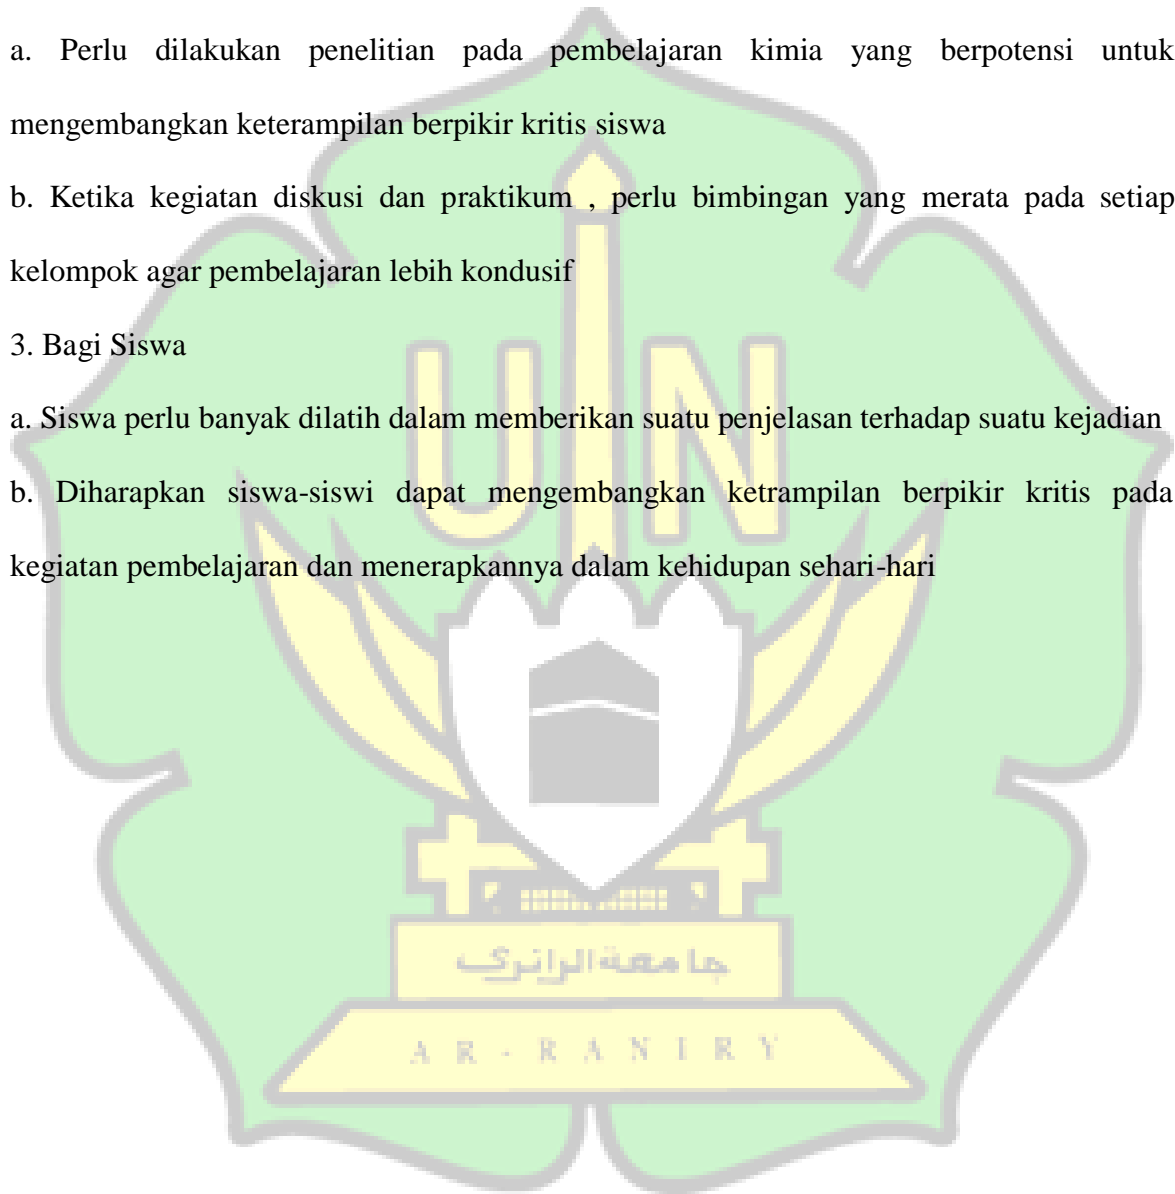 a. Perlu dilakukan penelitian pada pembelajaran kimia yang berpotensi untuk
mengembangkan keterampilan berpikir kritis siswa
b. Ketika kegiatan diskusi dan praktikum , perlu bimbingan yang merata pada setiap
kelompok agar pembelajaran lebih kondusif
3. Bagi Siswa
UIN
a. Siswa perlu banyak dilatih dalam memberikan suatu penjelasan terhadap suatu kejadian
b. Diharapkan siswa-siswi dapat mengembangkan ketrampilan berpikir kritis pada
kegiatan pembelajaran dan menerapkannya dalam kehidupan sehari-hari
جامعة الرانري
AR-RANIRY